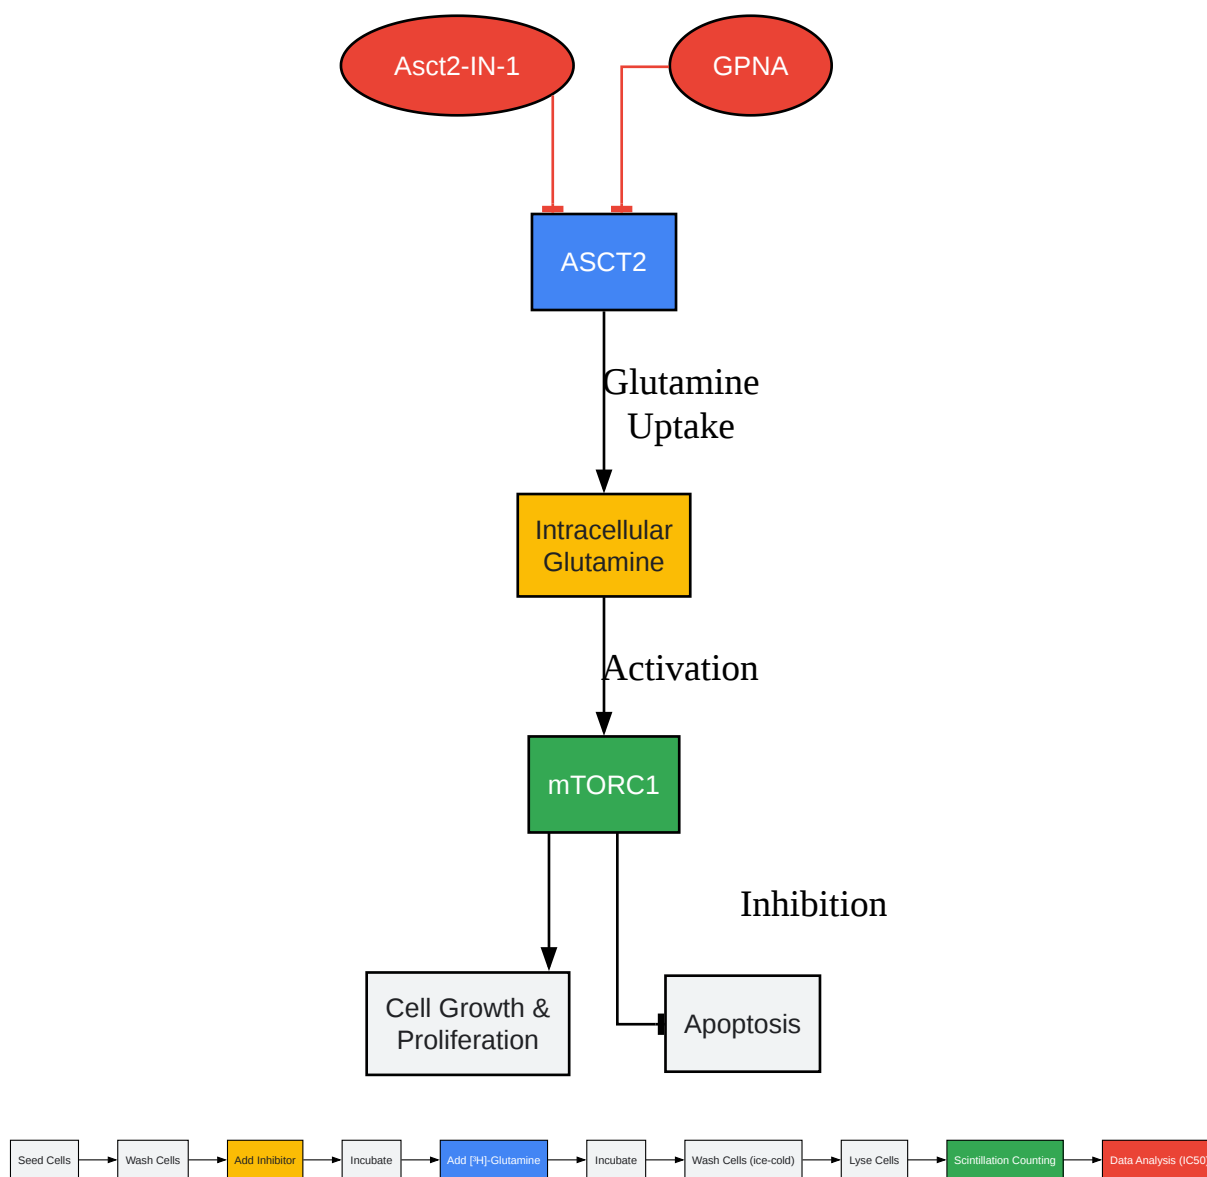 Asct2-IN-1
GPNA
ASCT2
Glutamine
Uptake
Intracellular
Glutamine
Activation
mTORC1
Inhibition
Cell Growth &
Proliferation
Apoptosis
Seed Cells
Wash Cells
Add Inhibitor
Incubate
Add [³H]-Glutamine
Incubate
Wash Cells (ice-cold)
Lyse Cells
Scintillation Counting
Data Analysis (IC50)